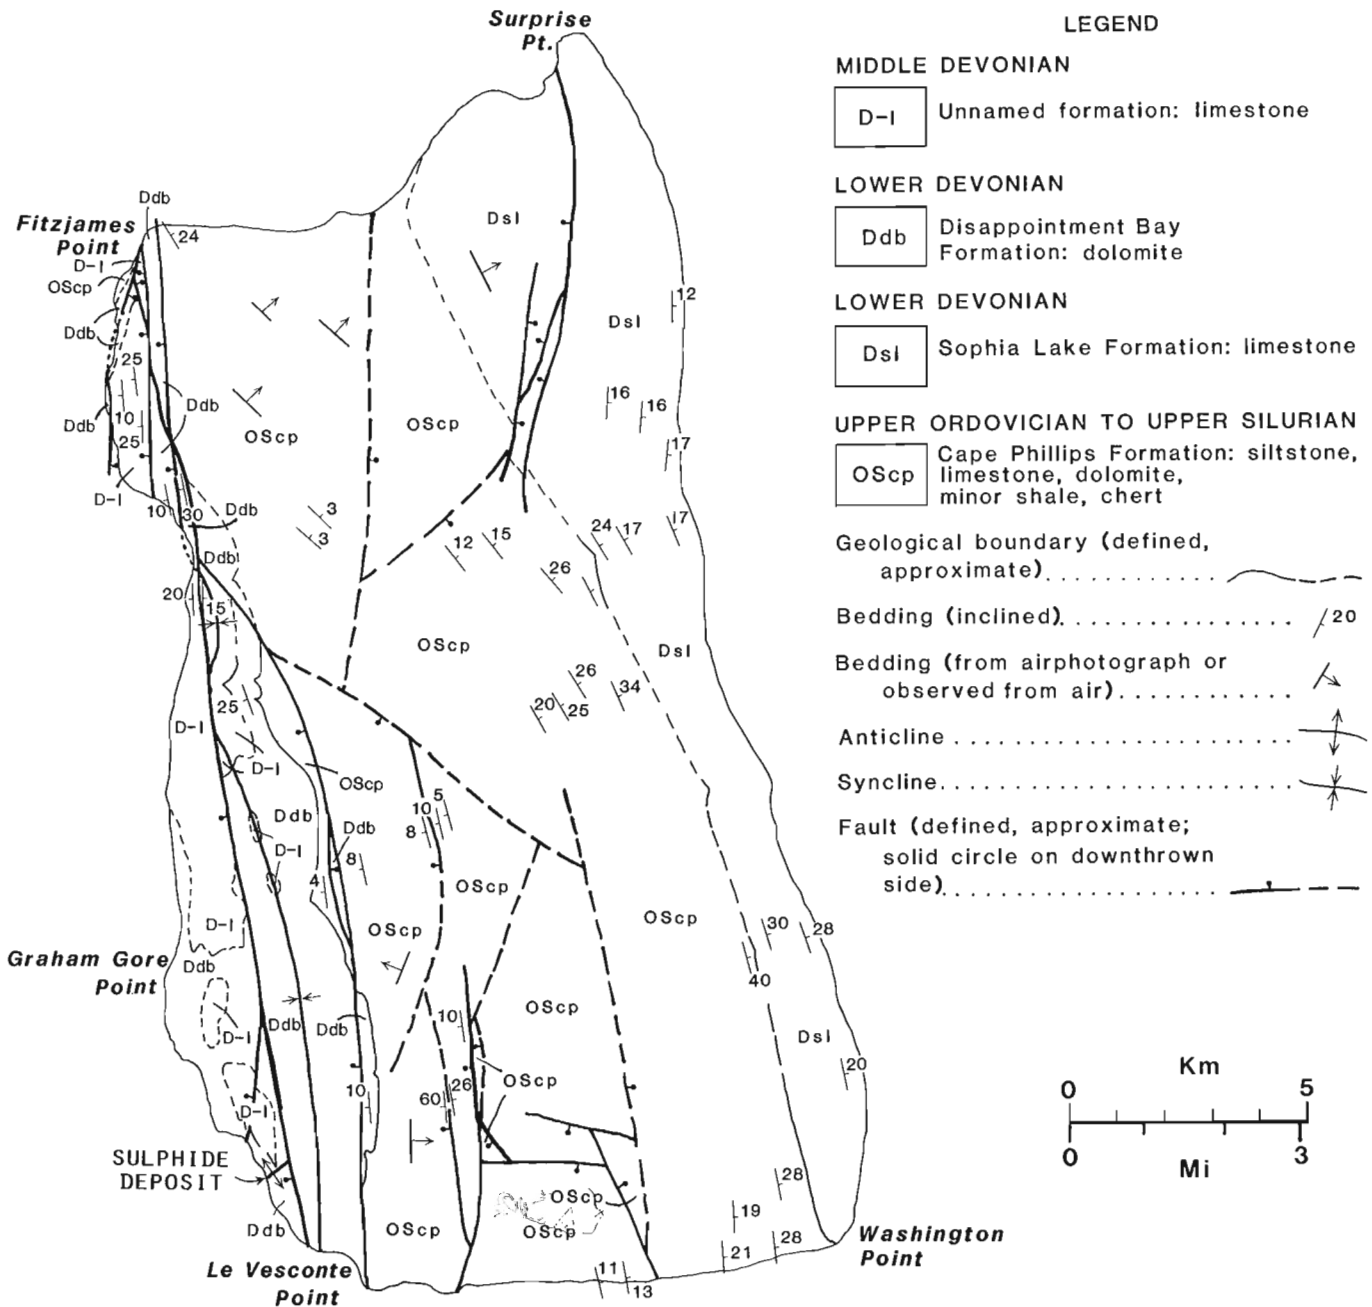 Surprise
Pt.
LEGEND
MIDDLE DEVONIAN
D-l Unnamed formation: limestone
LOWER DEVONIAN
Ddb Disappointment Bay
Formation: dolomite
LOWER DEVONIAN
Dsl Sophia Lake Formation: limestone
UPPER ORDOVICIAN TO UPPER SILURIAN
OScp Cape Phillips Formation: siltstone,
limestone, dolomite,
minor shale, chert
Geological boundary (defined,
approximate)
Bedding (inclined) 20
Bedding (from airphotograph or
observed from air)
Anticline
Syncline
Fault (defined, approximate;
solid circle on downthrown
side)
Km
0 5
0 3
Mi
Ddb
Fitzjames
Point
24
D-l
OScp
Ddb
25
Ddb
10
25
Ddb
D-l
10
30
Ddb
Ddb
OScp
3
3
Dsl
OScp
Dsl
12
16
16
17
12
15
24
17
17
26
20
15
25
D-l
D-l
OScp
Dsl
26
34
20
25
OScp
Ddb
D-l
Ddb
8
4
5
10
8
OScp
OScp
OScp
30
28
40
D-l
Ddb
Graham Gore
Point
D-l
Ddb
Ddb
10
OScp
Dsl
20
D-l
10
60
26
OScp
SULPHIDE
DEPOSIT
Ddb
OScp
OScp
OScp
28
19
28
21
11
13
Le Vesconte
Point
Washington
Point